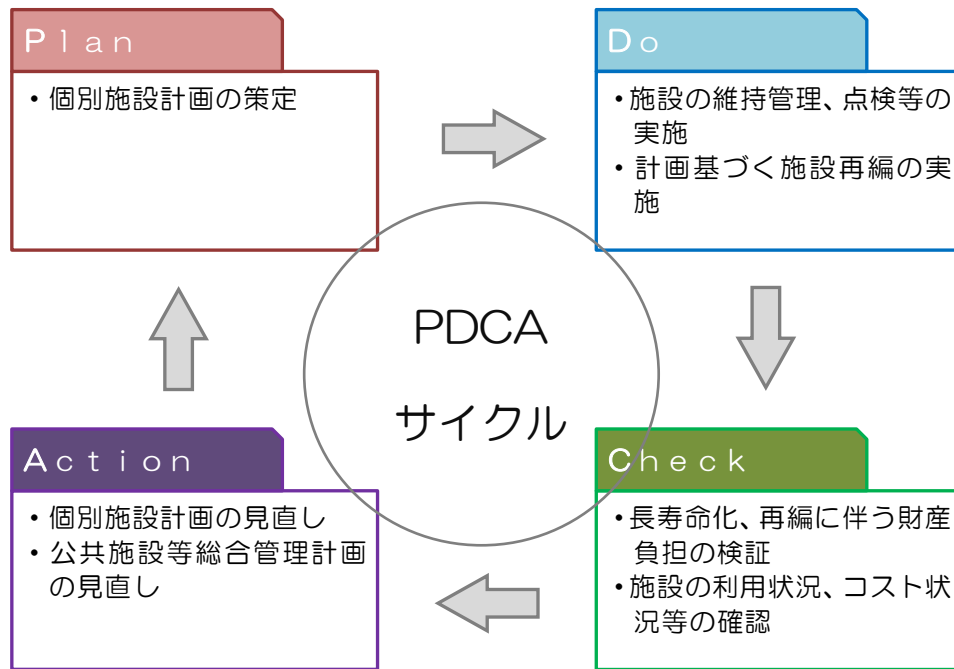 Plan
・個別施設計画の策定
Do
・施設の維持管理、点検等の
実施
・計画基づく施設再編の実
施
PDCA
サイクル
Action
・個別施設計画の見直し
・公共施設等総合管理計画
の見直し
Check
・長寿命化、再編に伴う財産
負担の検証
・施設の利用状況、コスト状
況等の確認